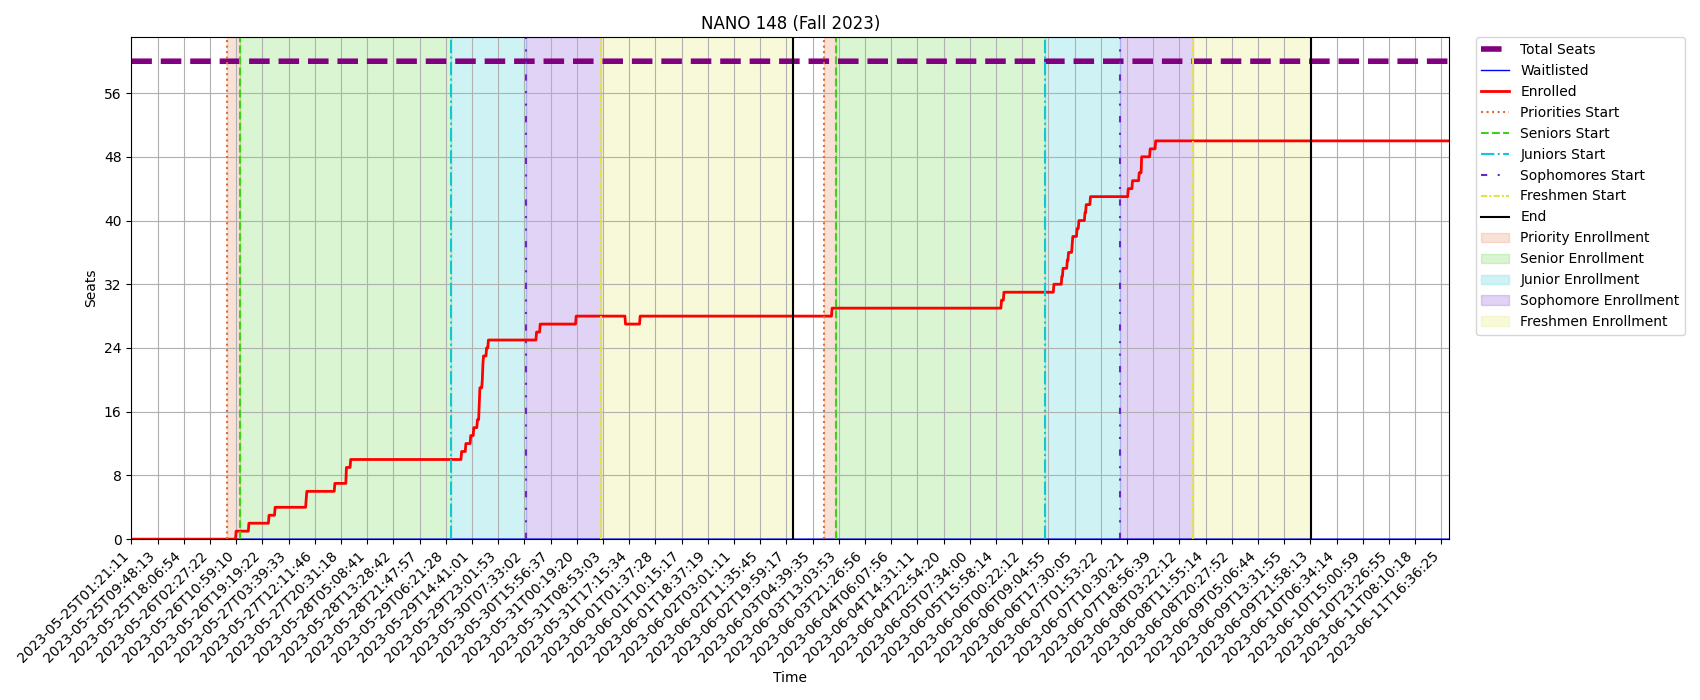 NANO 148 (Fall 2023)
Seats
56
48
40
32
24
16
8
0
2023-05-25T01:21:11
2023-05-25T09:48:13
2023-05-25T18:06:54
2023-05-26T02:27:22
2023-05-26T10:59:10
2023-05-26T19:19:22
2023-05-27T03:39:33
2023-05-27T12:11:46
2023-05-27T20:31:18
2023-05-28T05:08:41
2023-05-28T13:28:42
2023-05-28T21:47:57
2023-05-29T06:21:28
2023-05-29T14:41:01
2023-05-29T23:01:53
2023-05-30T07:33:02
2023-05-30T15:56:37
2023-05-31T00:19:20
2023-05-31T08:53:03
2023-05-31T17:15:34
2023-06-01T01:37:28
2023-06-01T10:15:17
2023-06-01T18:37:19
2023-06-02T03:01:11
2023-06-02T11:35:45
2023-06-02T19:59:17
2023-06-03T04:39:35
2023-06-03T13:03:53
2023-06-03T21:26:56
2023-06-04T06:07:56
2023-06-04T14:31:11
2023-06-04T22:54:20
2023-06-05T07:34:00
2023-06-05T15:58:14
2023-06-06T00:22:12
2023-06-06T09:04:55
2023-06-06T17:30:05
2023-06-07T01:53:22
2023-06-07T10:30:21
2023-06-07T18:56:39
2023-06-08T03:22:12
2023-06-08T11:55:14
2023-06-08T20:27:52
2023-06-09T05:06:44
2023-06-09T13:31:55
2023-06-09T21:58:13
2023-06-10T06:34:14
2023-06-10T15:00:59
2023-06-10T23:26:55
2023-06-11T08:10:18
2023-06-11T16:36:25
Time
Total Seats
Waitlisted
Enrolled
Priorities Start
Seniors Start
Juniors Start
Sophomores Start
Freshmen Start
End
Priority Enrollment
Senior Enrollment
Junior Enrollment
Sophomore Enrollment
Freshmen Enrollment